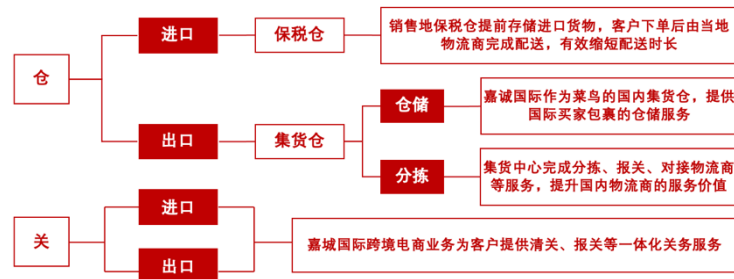 仓
进口
保税仓
销售地保税仓提前存储进口货物，客户下单后由当地
物流商完成配送，有效缩短配送时长
出口
集货仓
仓储
嘉诚国际作为菜鸟的国内集货仓，提供
国际买家包裹的仓储服务
分拣
集货中心完成分拣、报关、对接物流商
等服务，提升国内物流商的服务价值
关
进口
出口
嘉城国际跨境电商业务为客户提供清关、报关等一体化关务服务